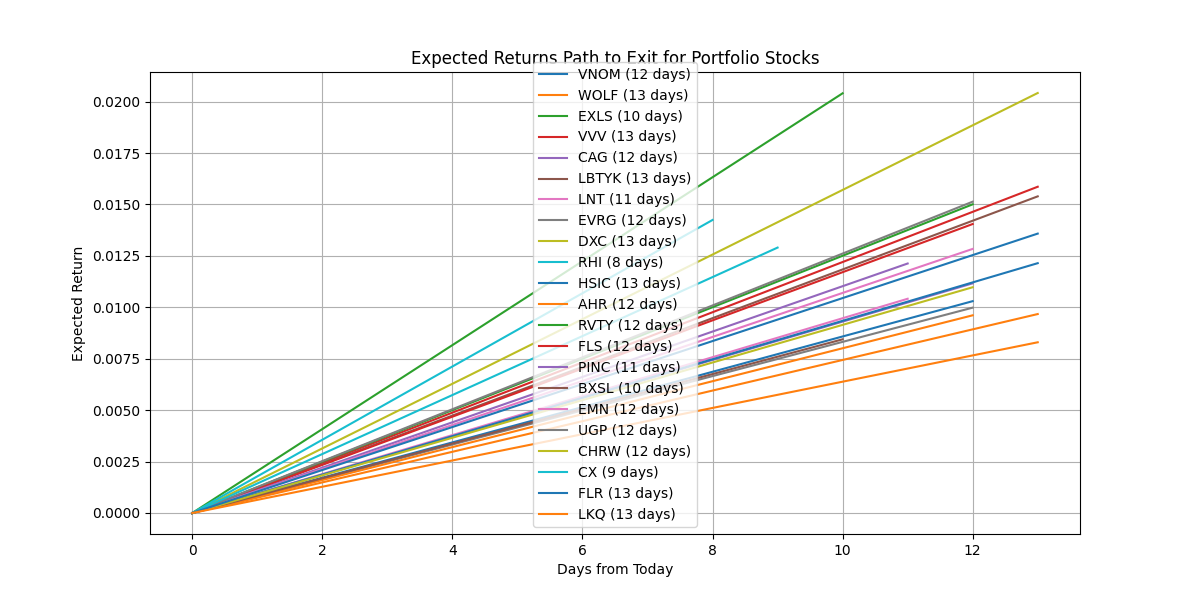 Expected Returns Path to Exit for Portfolio Stocks
Expected Return
0.0200
0.0175
0.0150
0.0125
0.0100
0.0075
0.0050
0.0025
0.0000
VNOM (12 days)
WOLF (13 days)
EXLS (10 days)
VVV (13 days)
CAG (12 days)
LBTYK (13 days)
LNT (11 days)
EVRG (12 days)
DXC (13 days)
RHI (8 days)
HSIC (13 days)
AHR (12 days)
RVTY (12 days)
FLS (12 days)
PINC (11 days)
BXSL (10 days)
EMN (12 days)
UGP (12 days)
CHRW (12 days)
CX (9 days)
FLR (13 days)
LKQ (13 days)
0 2 4 6 8 10 12
Days from Today